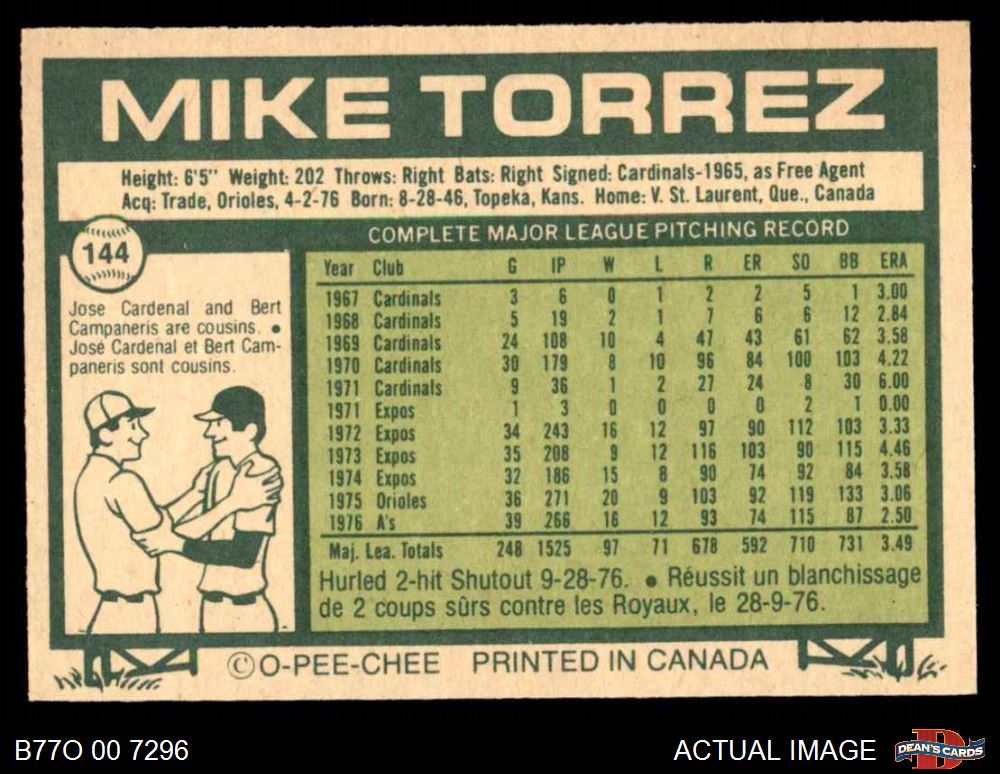 MIKE TORREZ
Height: 6'5" Weight: 202 Throws: Right Bats: Right Signed: Cardinals-1965, as Free Agent
Acq: Trade, Orioles, 4-2-76 Born: 8-28-46, Topeka, Kans. Home: V. St. Laurent, Que., Canada
144
Jose Cardenal and Bert
Campaneris are cousins. •
José Cardenal et Bert Cam-
paneris sont cousins.
COMPLETE MAJOR LEAGUE PITCHING RECORD
Year Club G IP W L R ER SO BB ERA
1967 Cardinals 3 6 0 1 2 2 5 1 3.00
1968 Cardinals 5 19 2 1 7 6 6 12 2.84
1969 Cardinals 24 108 10 4 47 43 61 62 3.58
1970 Cardinals 30 179 8 10 96 84 100 103 4.22
1971 Cardinals 9 36 1 2 27 24 8 30 6.00
1971 Expos 1 3 0 0 0 0 2 1 0.00
1972 Expos 34 243 16 12 97 90 112 103 3.33
1973 Expos 35 208 9 12 116 103 90 115 4.46
1974 Expos 32 186 15 8 90 74 92 84 3.58
1975 Orioles 36 271 20 9 103 92 119 133 3.06
1976 A's 39 266 16 12 93 74 115 87 2.50
Maj. Lea. Totals 248 1525 97 71 678 592 710 731 3.49
Hurled 2-hit Shutout 9-28-76. • Réussit un blanchissage
de 2 coups sûrs contre les Royaux, le 28-9-76.
© O-PEE-CHEE PRINTED IN CANADA
B77O 00 7296
ACTUAL IMAGE
D
DEAN'S CARDS